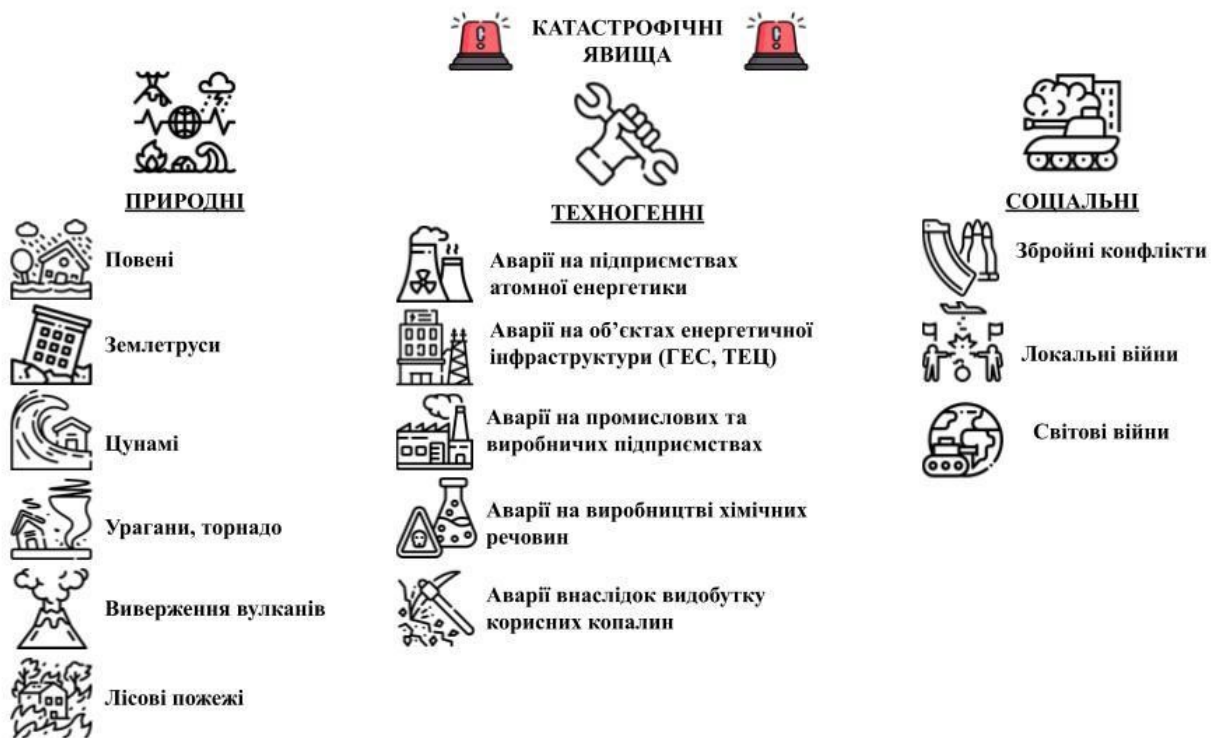 КАТАСТРОФІЧНІ
ЯВИЩА
ПРИРОДНІ
Повені
Землетруси
Цунамі
Урагани, торнадо
Виверження вулканів
Лісові пожежі
ТЕХНОГЕННІ
Аварії на підприємствах
атомної енергетики
Аварії на об’єктах енергетичної
інфраструктури (ГЕС, ТЕЦ)
Аварії на промислових та
виробничих підприємствах
Аварії на виробництві хімічних
речовин
Аварії внаслідок видобутку
корисних копалин
СОЦІАЛЬНІ
Збройні конфлікти
Локальні війни
Світові війни